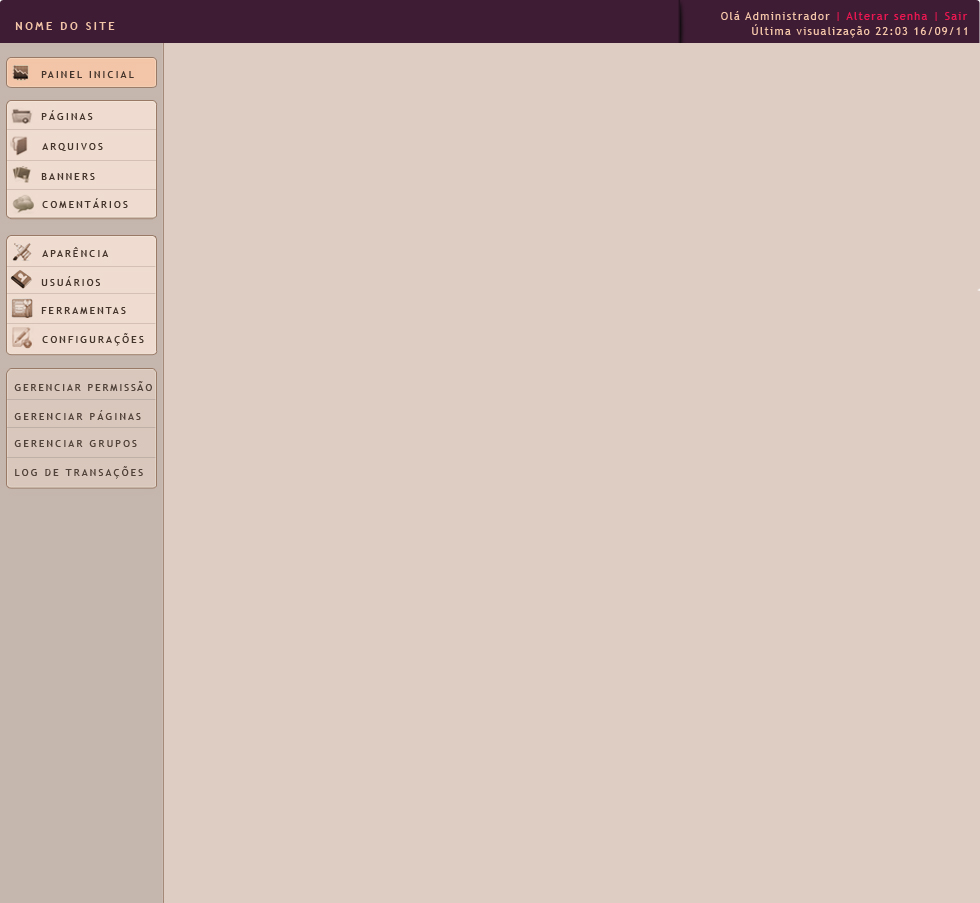 NOME DO SITE
Olá Administrador | Alterar senha | Sair
Última visualização 22:03 16/09/11
PAINEL INICIAL
PÁGINAS
ARQUIVOS
BANNERS
COMENTÁRIOS
APARÊNCIA
USUÁRIOS
FERRAMENTAS
CONFIGURAÇÕES
GERENCIAR PERMISSÃO
GERENCIAR PÁGINAS
GERENCIAR GRUPOS
LOG DE TRANSAÇÕES